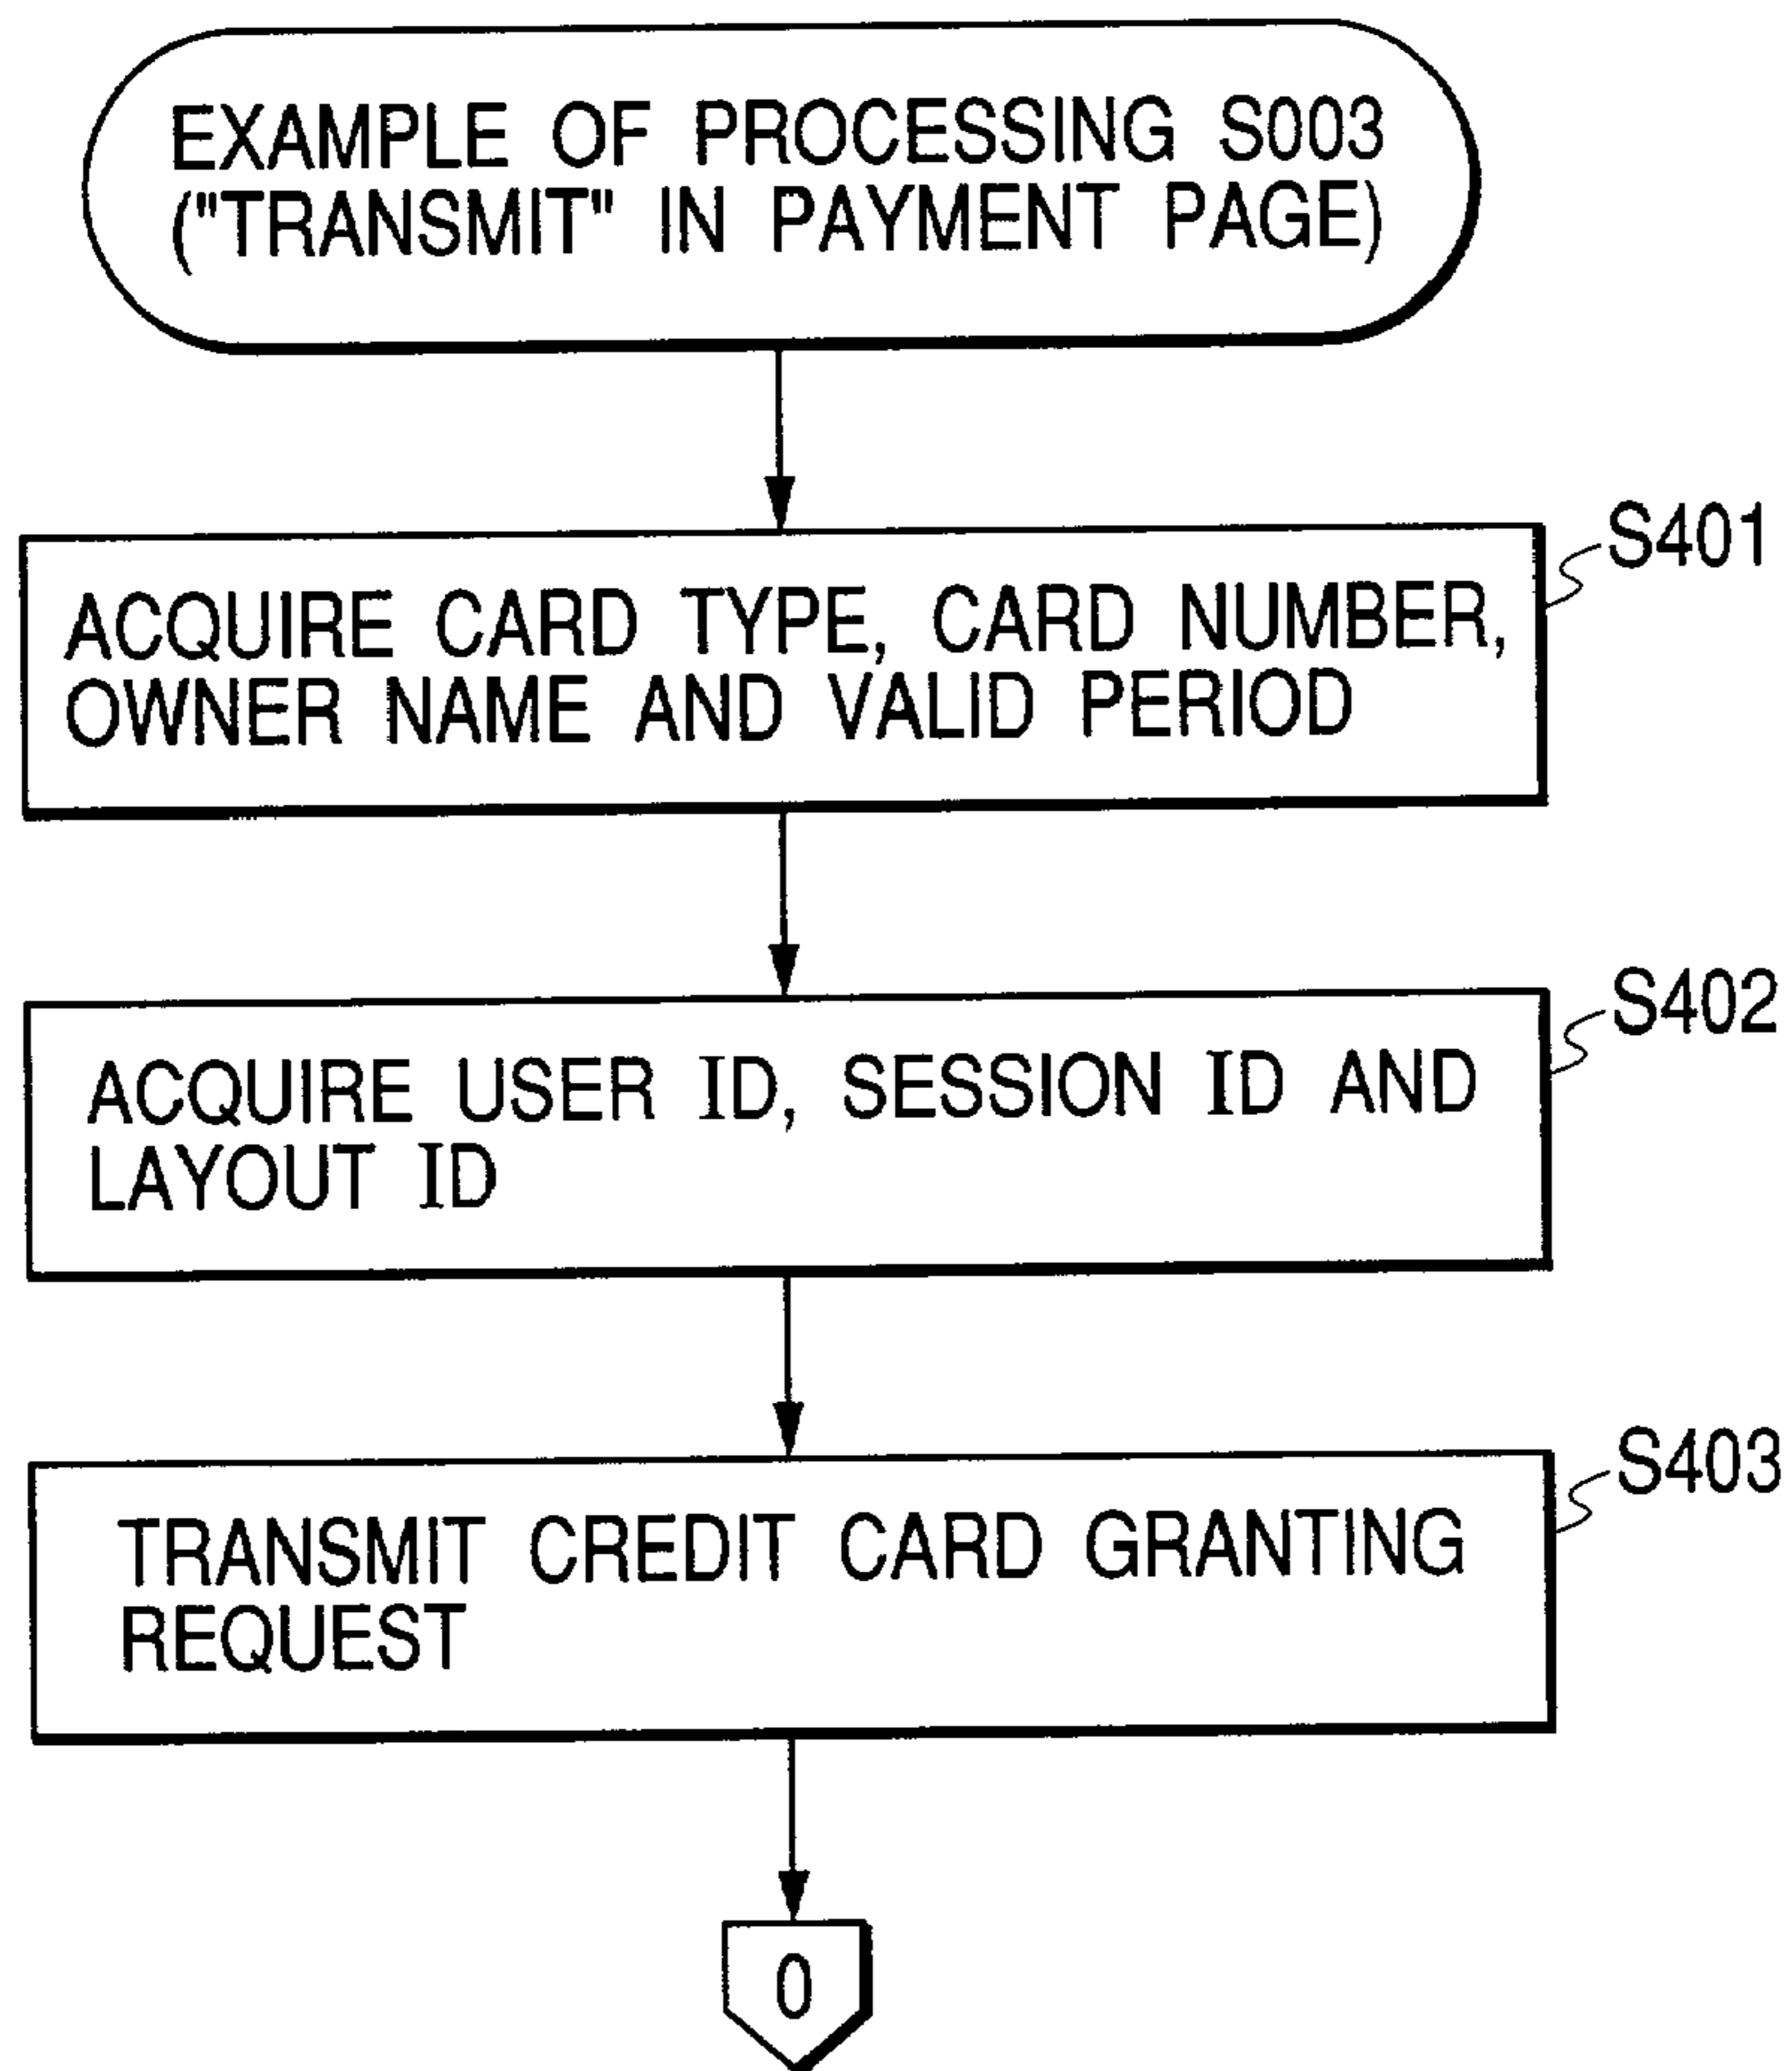 EXAMPLE OF PROCESSING S003
("TRANSMIT" IN PAYMENT PAGE)
S401
ACQUIRE CARD TYPE, CARD NUMBER,
OWNER NAME AND VALID PERIOD
S402
ACQUIRE USER ID, SESSION ID AND
LAYOUT ID
S403
TRANSMIT CREDIT CARD GRANTING
REQUEST
0